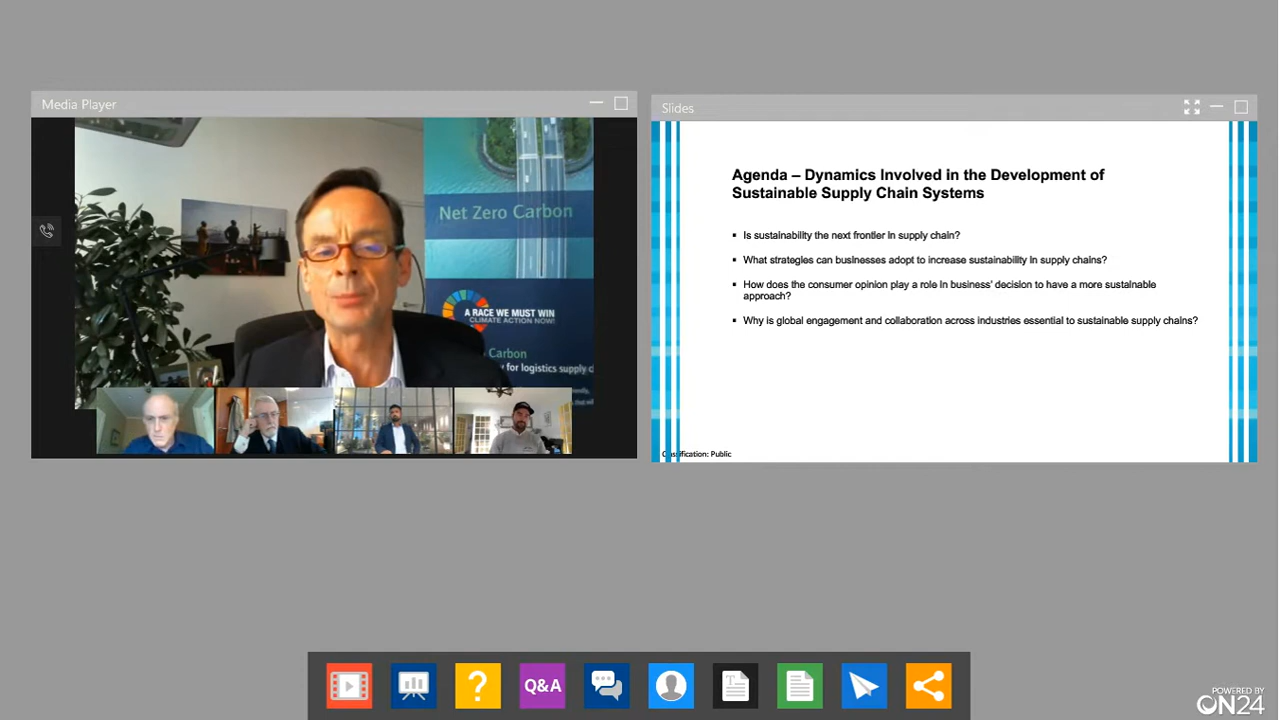 Media Player
Net Zero Carbon
A RACE WE MUST WIN
CLIMATE ACTION NOW!
Carbon
for logistics supply c
Slides
Agenda – Dynamics Involved in the Development of
Sustainable Supply Chain Systems
▪ Is sustainability the next frontier in supply chain?
▪ What strategies can businesses adopt to increase sustainability in supply chains?
▪ How does the consumer opinion play a role in business' decision to have a more sustainable
approach?
▪ Why is global engagement and collaboration across industries essential to sustainable supply chains?
Classification: Public
?
Q&A
POWERED BY
ON24